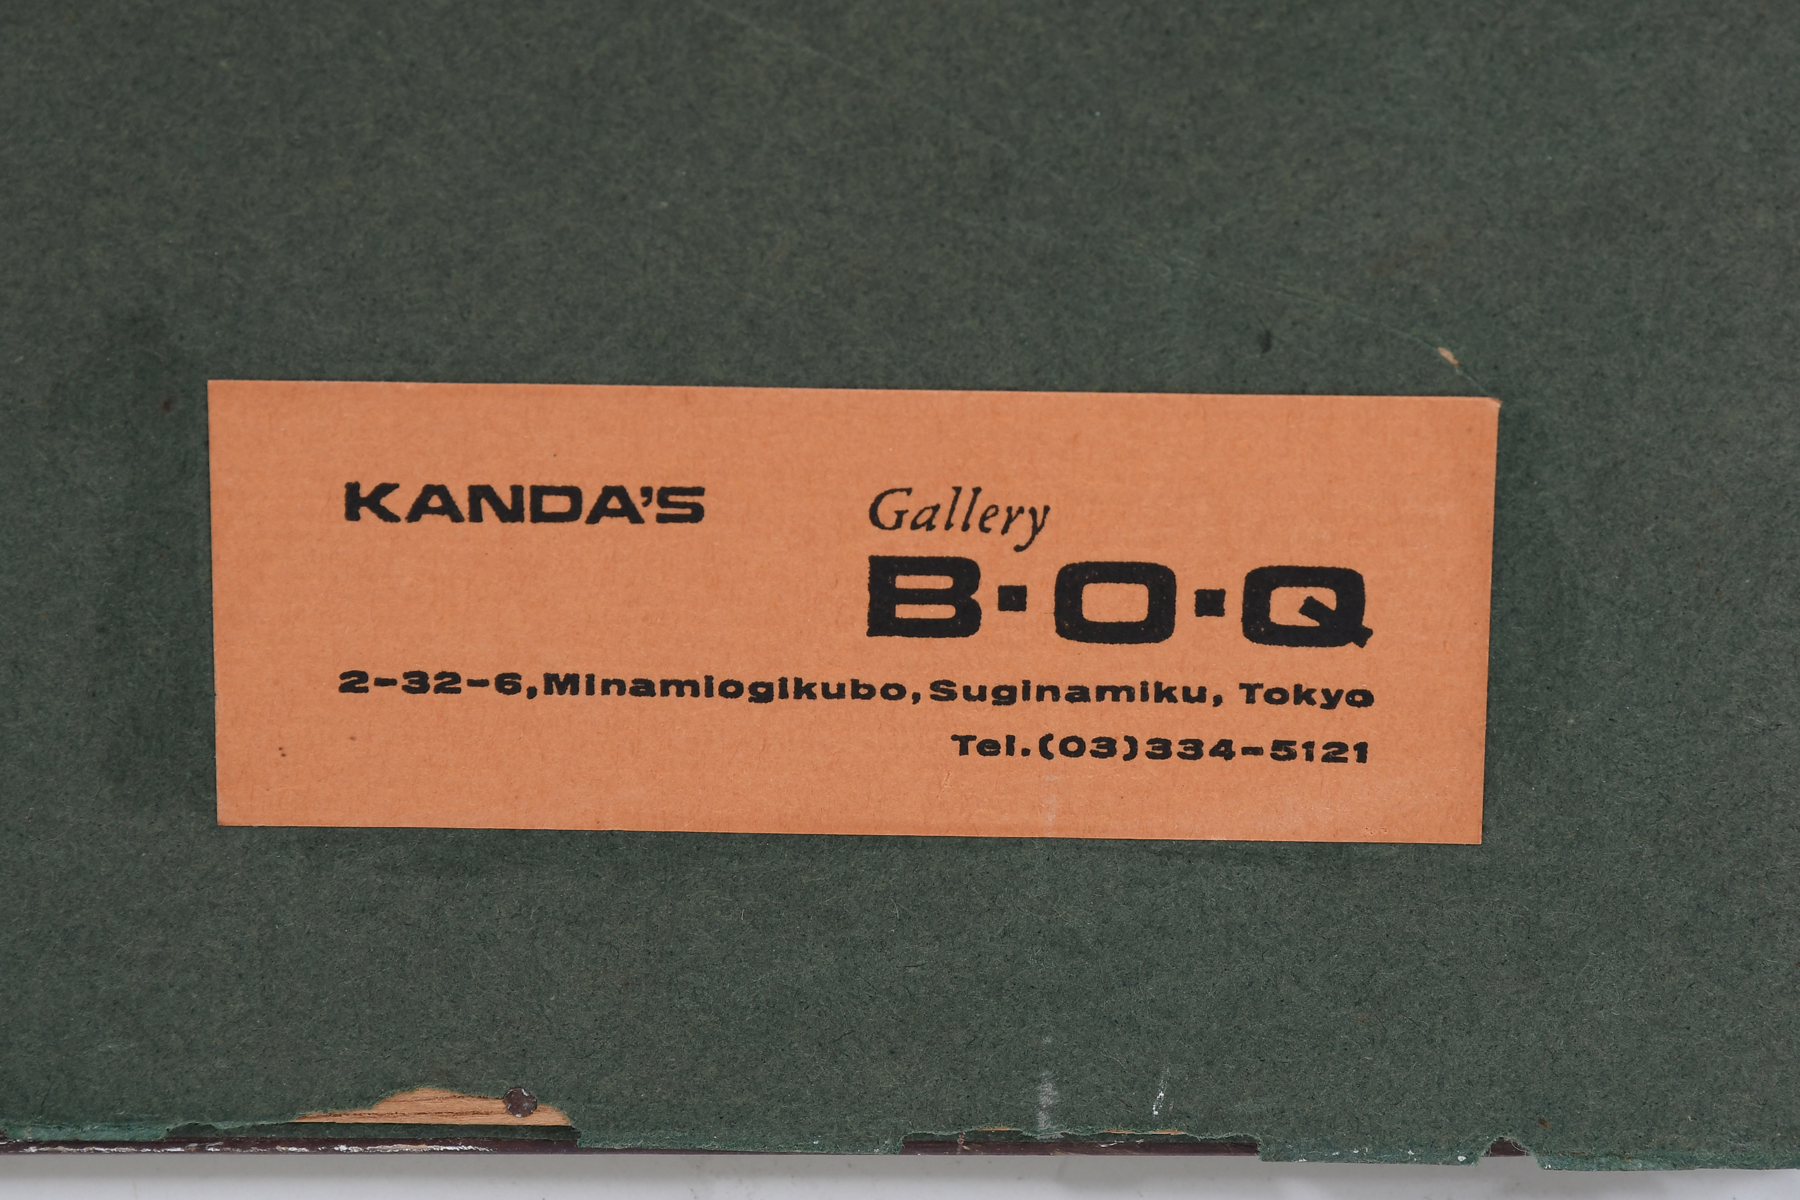 KANDA'S
Gallery
B·O·Q
2-32-6, Minamiogikubo, Suginamiku, Tokyo
Tel. (03) 334-5121